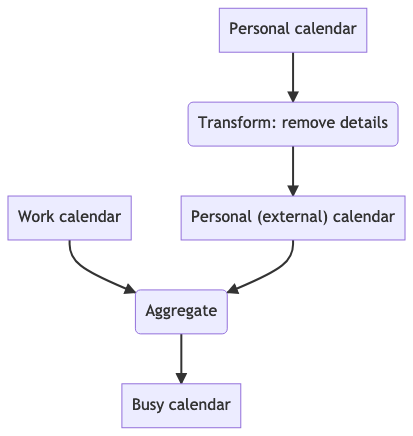 Personal calendar
Transform: remove details
Work calendar
Personal (external) calendar
Aggregate
Busy calendar